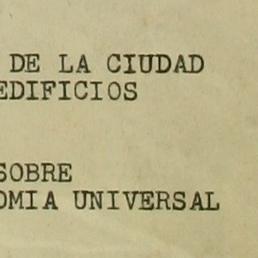 DE LA CIUDAD
EDIFICIOS
SOBRE
OMIA UNIVERSAL